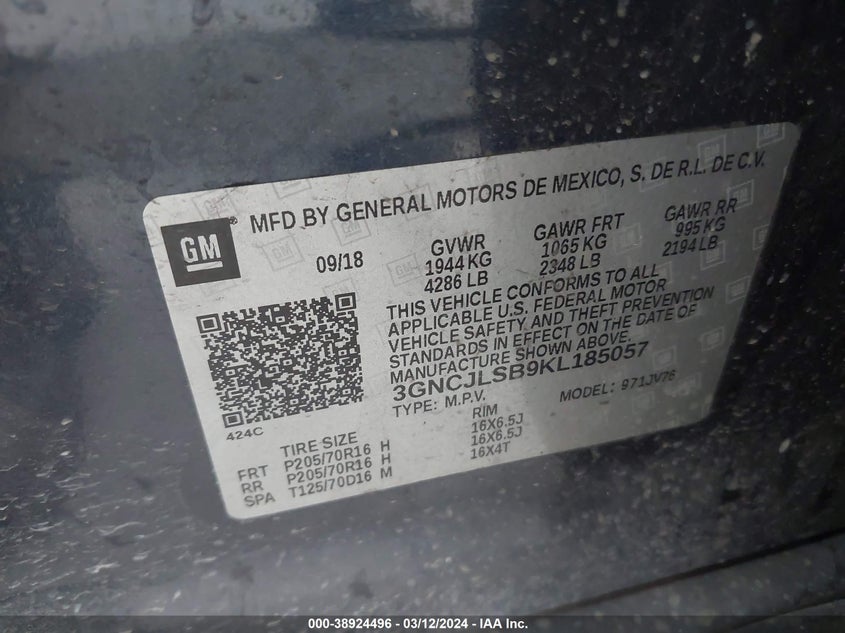 GM
MFD BY GENERAL MOTORS DE MEXICO, S. DE R.L. DE C.V.
09/18
GVWR
1944 KG
4286 LB
GAWR FRT
1065 KG
2348 LB
GAWR RR
995 KG
2194 LB
THIS VEHICLE CONFORMS TO ALL
APPLICABLE U.S. FEDERAL MOTOR
VEHICLE SAFETY AND THEFT PREVENTION
STANDARDS IN EFFECT ON THE DATE OF
MANUFACTURE SHOWN ABOVE.
3GNCJLSB9KL185057
TYPE: M.P.V. MODEL: 971JV76
424C
TIRE SIZE RIM
FRT P205/70R16 H 16X6.5J
RR P205/70R16 H 16X6.5J
SPA T125/70D16 M 16X4T
000-38924496 - 03/12/2024 - IAA Inc.